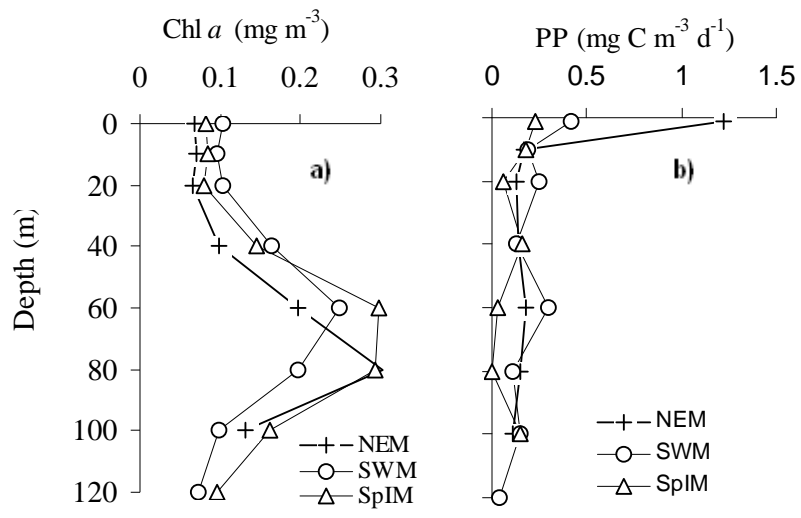 Chl a (mg m-3)
0 0.1 0.2 0.3
0
20
40
60
80
100
120
Depth (m)
a)
NEM
SWM
SpIM
PP (mg C m-3 d-1)
0 0.5 1 1.5
b)
NEM
SWM
SpIM